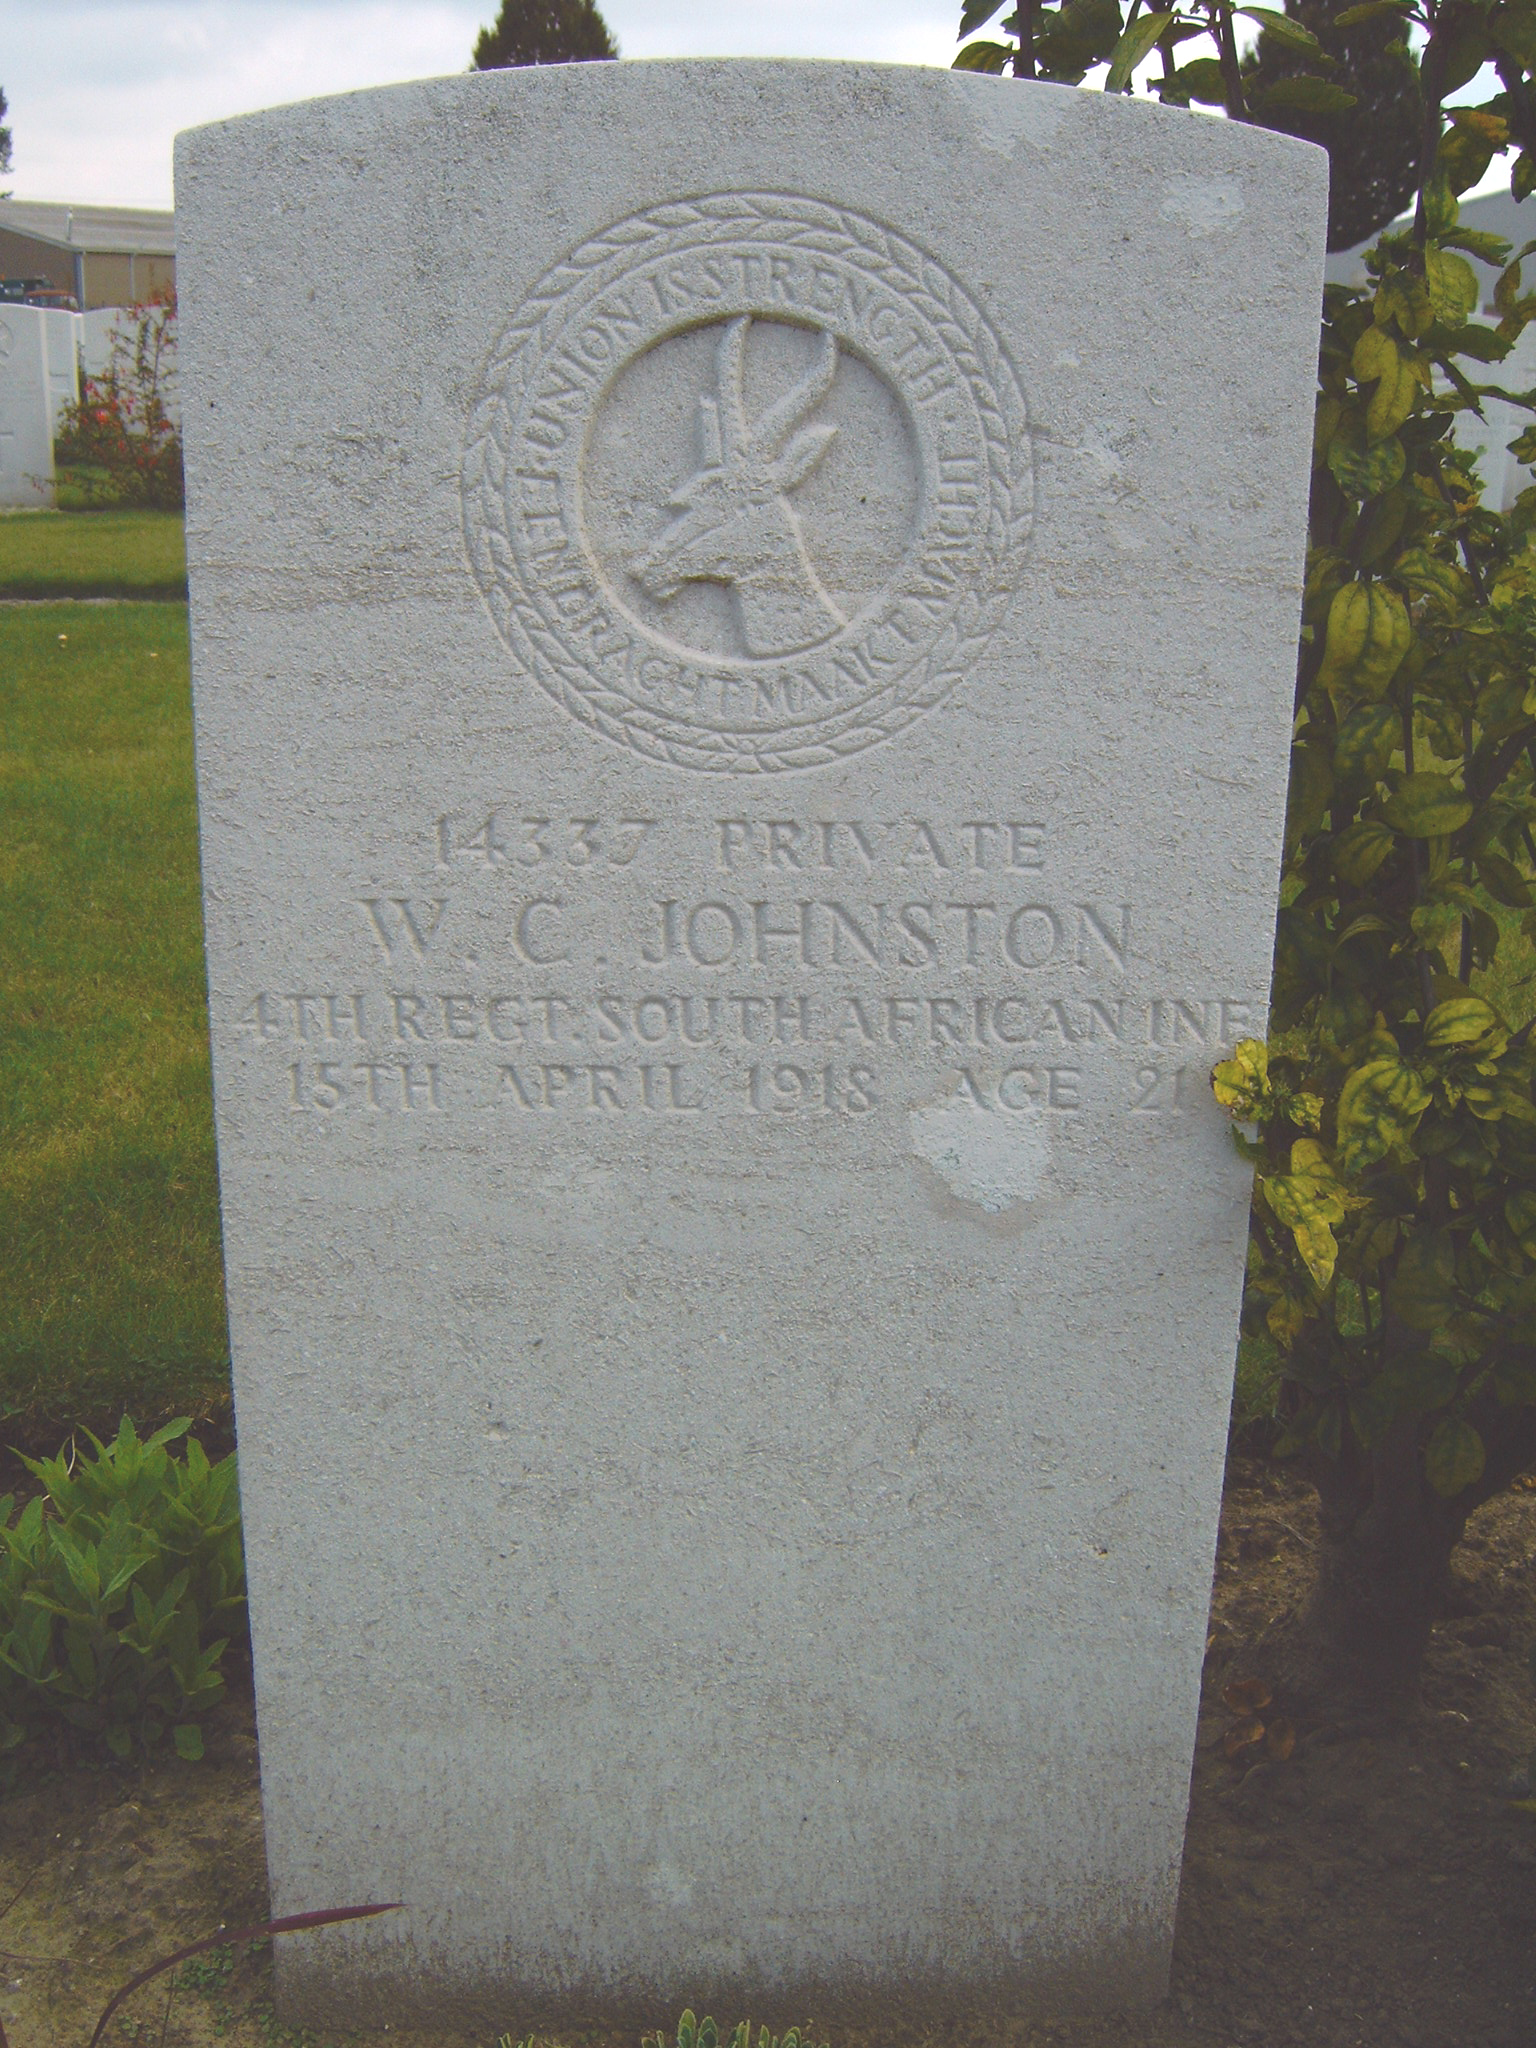 UNION IS STRENGTH · EENDRACHT MAAKT MACHT ·
14337 PRIVATE
W. C. JOHNSTON
4TH REGT. SOUTH AFRICAN INF.
15TH APRIL 1918 AGE 21